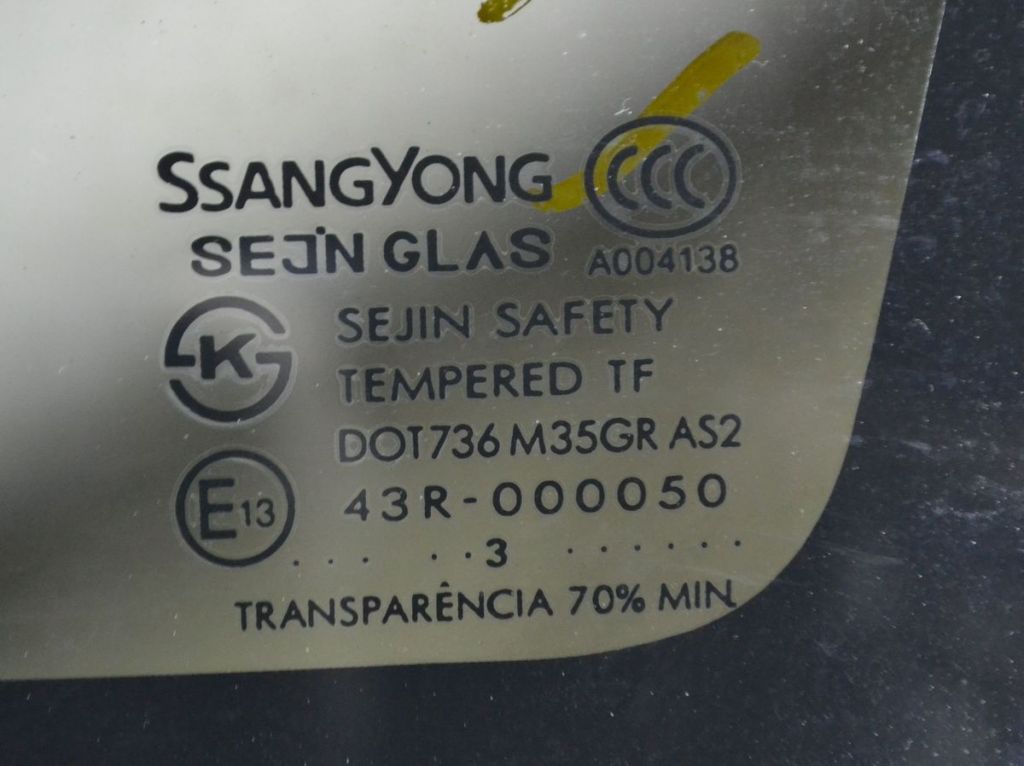 SSANGYONG CCC
SEJIN GLAS A004138
K SEJIN SAFETY
TEMPERED TF
DOT736 M35GR AS2
E13 43R-000050
... ..3 ......
TRANSPARÊNCIA 70% MIN